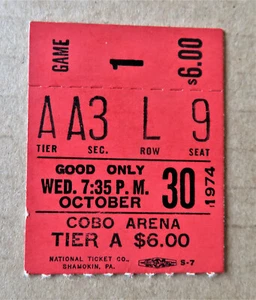 GAME 1 $6.00
A AA3 L 9
TIER SEC. ROW SEAT
GOOD ONLY
WED. 7:35 P.M.
OCTOBER 30 1974
COBO ARENA
TIER A $6.00
NATIONAL TICKET CO.,
SHAMOKIN, PA. S-7